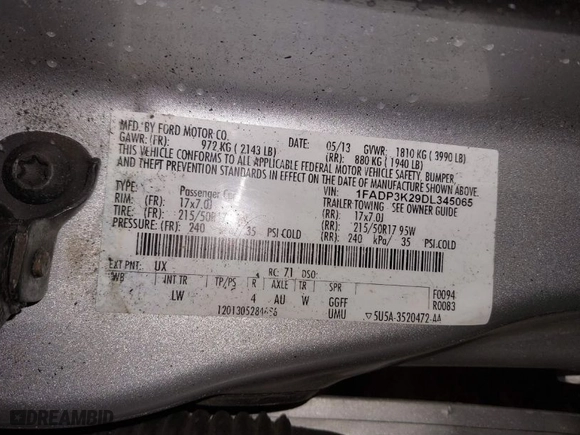 MFD. BY FORD MOTOR CO. DATE: 05/13 GVWR: 1810 KG ( 3990 LB)
GAWR: (FR): 972 KG ( 2143 LB) (RR): 880 KG ( 1940 LB)
THIS VEHICLE CONFORMS TO ALL APPLICABLE FEDERAL MOTOR VEHICLE SAFETY, BUMPER,
AND THEFT PREVENTION STANDARDS IN EFFECT ON THE DATE OF MANUFACTURE SHOWN ABOVE.
VIN: 1FADP3K29DL345065
TYPE: Passenger TRAILER TOWING – SEE OWNER GUIDE
RIM: (FR): 17x7.0J (RR): 17x7.0J
TIRE: (FR): 215/50R17 (RR): 215/50R17 95W
PRESSURE: (FR): 240 35 PSI.COLD (RR): 240 kPa/ 35 PSI.COLD
EXT PNT: UX RC: 71 DSO:
WB INT TR TP/PS R AXLE TR SPR F0094
LW 4 AU W GGFF R0083
UMU ▽5U5A-3520472-AA
DREAMBID